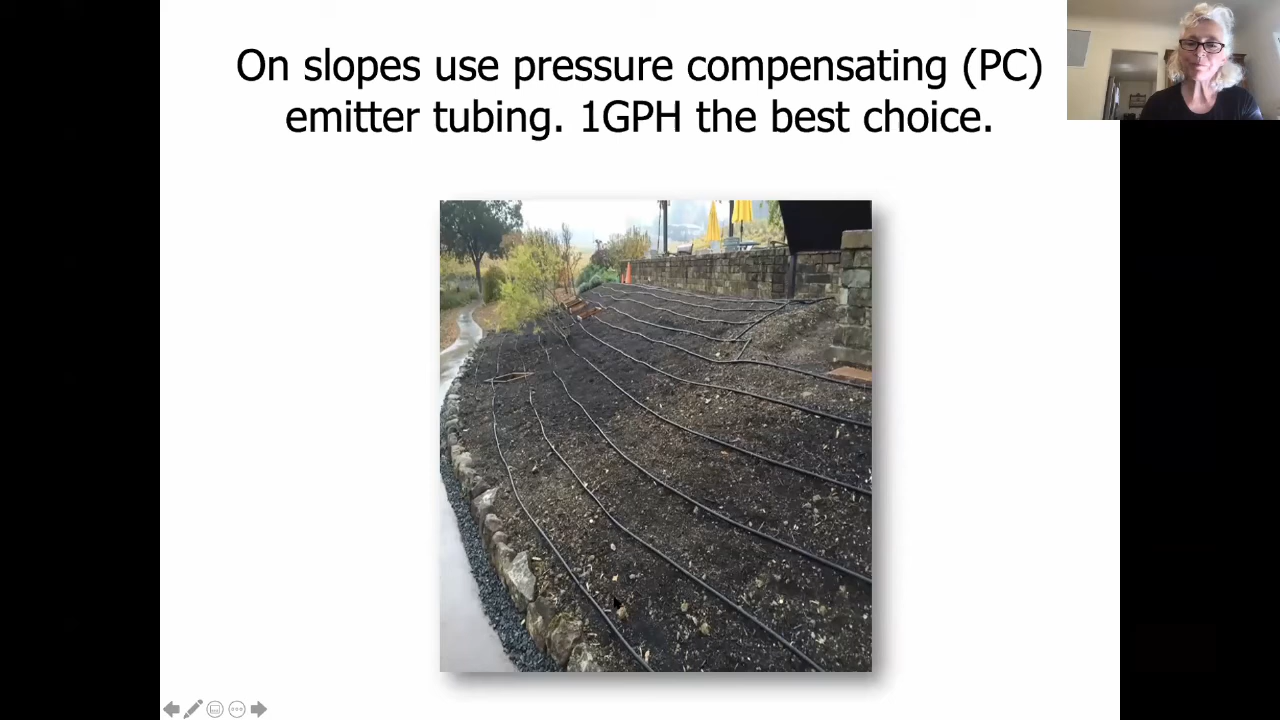 On slopes use pressure compensating (PC)
emitter tubing. 1GPH the best choice.